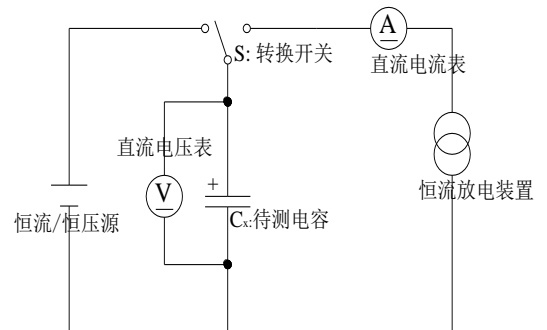 A
S: 转换开关
直流电流表
直流电压表
V
+
恒流放电装置
恒流/恒压源
Cx:待测电容